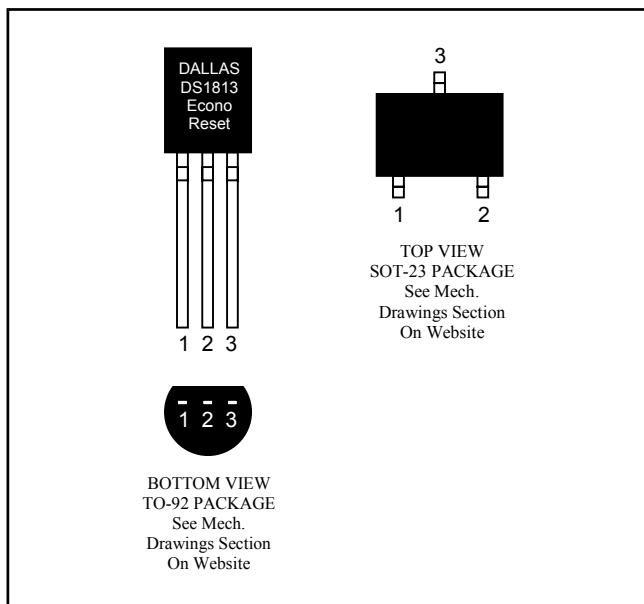 DALLAS
DS1813
Econo
Reset
1 2 3
1 2 3
BOTTOM VIEW
TO-92 PACKAGE
See Mech.
Drawings Section
On Website
3
1 2
TOP VIEW
SOT-23 PACKAGE
See Mech.
Drawings Section
On Website